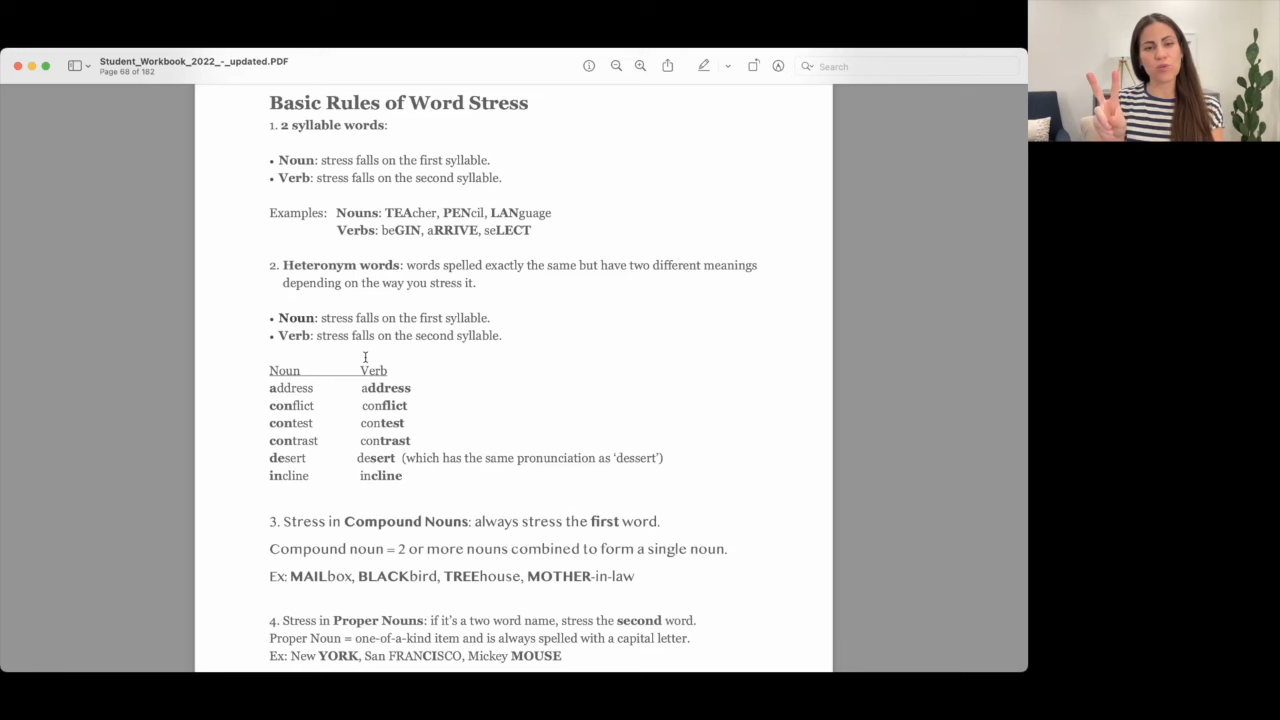 Student_Workbook_2022_-_updated.PDF
Page 68 of 182
Search
Basic Rules of Word Stress
1. 2 syllable words:
• Noun: stress falls on the first syllable.
• Verb: stress falls on the second syllable.
Examples: Nouns: TEAcher, PENcil, LANguage
Verbs: beGIN, aRRIVE, seLECT
2. Heteronym words: words spelled exactly the same but have two different meanings
depending on the way you stress it.
• Noun: stress falls on the first syllable.
• Verb: stress falls on the second syllable.
Noun Verb
address address
conflict conflict
contest contest
contrast contrast
desert desert (which has the same pronunciation as ‘dessert’)
incline incline
3. Stress in Compound Nouns: always stress the first word.
Compound noun = 2 or more nouns combined to form a single noun.
Ex: MAILbox, BLACKbird, TREEhouse, MOTHER-in-law
4. Stress in Proper Nouns: if it’s a two word name, stress the second word.
Proper Noun = one-of-a-kind item and is always spelled with a capital letter.
Ex: New YORK, San FRANCISCO, Mickey MOUSE